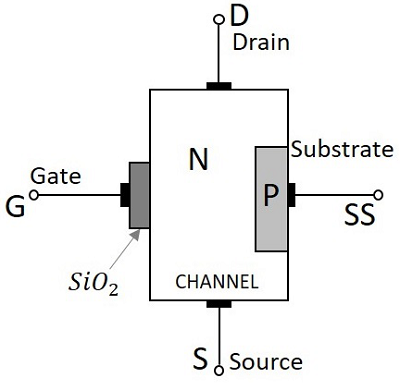 D
Drain
N
Substrate
Gate
G
P
SS
SiO₂
CHANNEL
S
Source